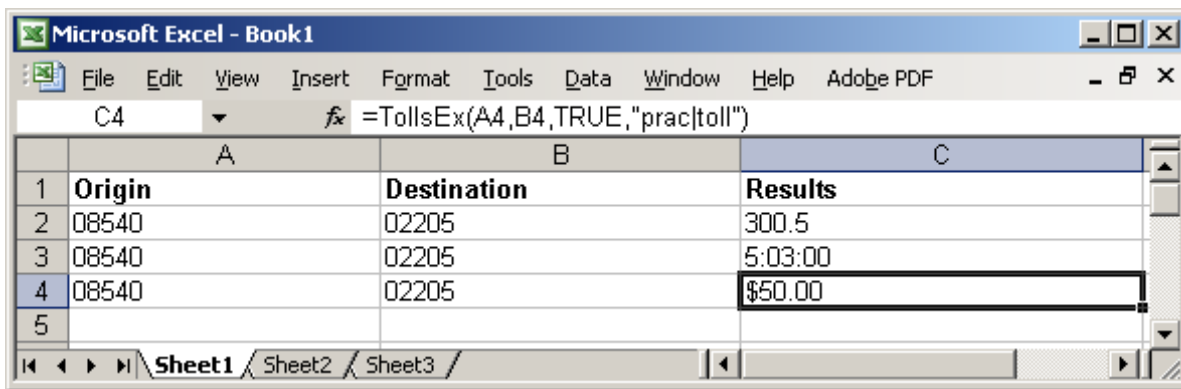 Microsoft Excel - Book1
File Edit View Insert Format Tools Data Window Help Adobe PDF
C4 fx =TollsEx(A4,B4,TRUE,"prac|toll")
A B C
1 Origin Destination Results
2 08540 02205 300.5
3 08540 02205 5:03:00
4 08540 02205 $50.00
5
Sheet1 Sheet2 Sheet3